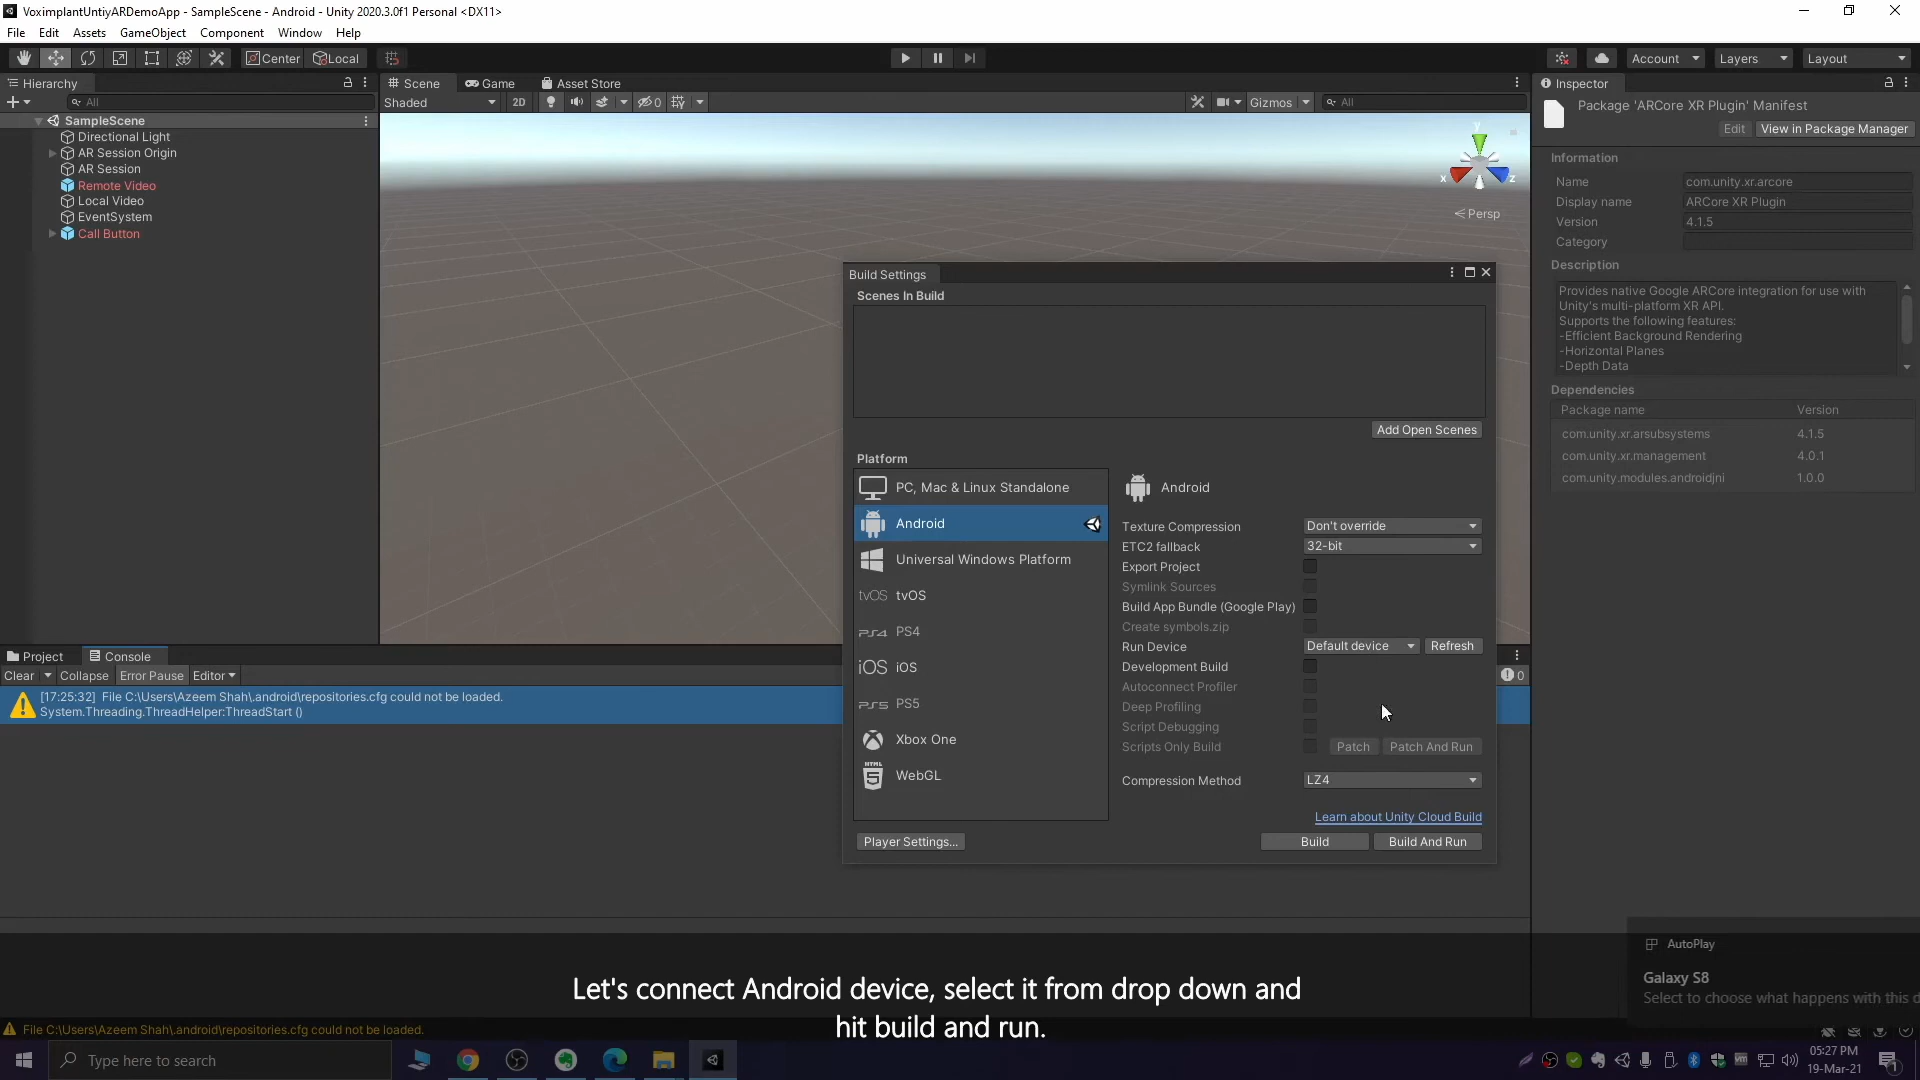 VoximplantUntiyARDemoApp - SampleScene - Android - Unity 2020.3.0f1 Personal <DX11>
File Edit Assets GameObject Component Window Help
Center Local Account Layers Layout
Hierarchy
All
SampleScene
Directional Light
AR Session Origin
AR Session
Remote Video
Local Video
EventSystem
Call Button
Scene Game Asset Store
Shaded 2D 0 Gizmos All
y
x z
Persp
Inspector
Package 'ARCore XR Plugin' Manifest
Edit View in Package Manager
Information
Name com.unity.xr.arcore
Display name ARCore XR Plugin
Version 4.1.5
Category
Description
Provides native Google ARCore integration for use with
Unity's multi-platform XR API.
Supports the following features:
-Efficient Background Rendering
-Horizontal Planes
-Depth Data
Dependencies
Package name Version
com.unity.xr.arsubsystems 4.1.5
com.unity.xr.management 4.0.1
com.unity.modules.androidjni 1.0.0
Build Settings
Scenes In Build
Add Open Scenes
Platform
PC, Mac & Linux Standalone
Android
Universal Windows Platform
tvOS tvOS
PS4 PS4
iOS iOS
PS5 PS5
Xbox One
HTML 5 WebGL
Android
Texture Compression Don't override
ETC2 fallback 32-bit
Export Project
Symlink Sources
Build App Bundle (Google Play)
Create symbols.zip
Run Device Default device Refresh
Development Build
Autoconnect Profiler
Deep Profiling
Script Debugging
Scripts Only Build Patch Patch And Run
Compression Method LZ4
Learn about Unity Cloud Build
Player Settings... Build Build And Run
Project Console
Clear Collapse Error Pause Editor 0
[17:25:32] File C:\Users\Azeem Shah\.android\repositories.cfg could not be loaded.
System.Threading.ThreadHelper:ThreadStart ()
AutoPlay
Galaxy S8
Select to choose what happens with this d
Let's connect Android device, select it from drop down and
hit build and run.
File C:\Users\Azeem Shah\.android\repositories.cfg could not be loaded.
Type here to search
05:27 PM
19-Mar-21
1